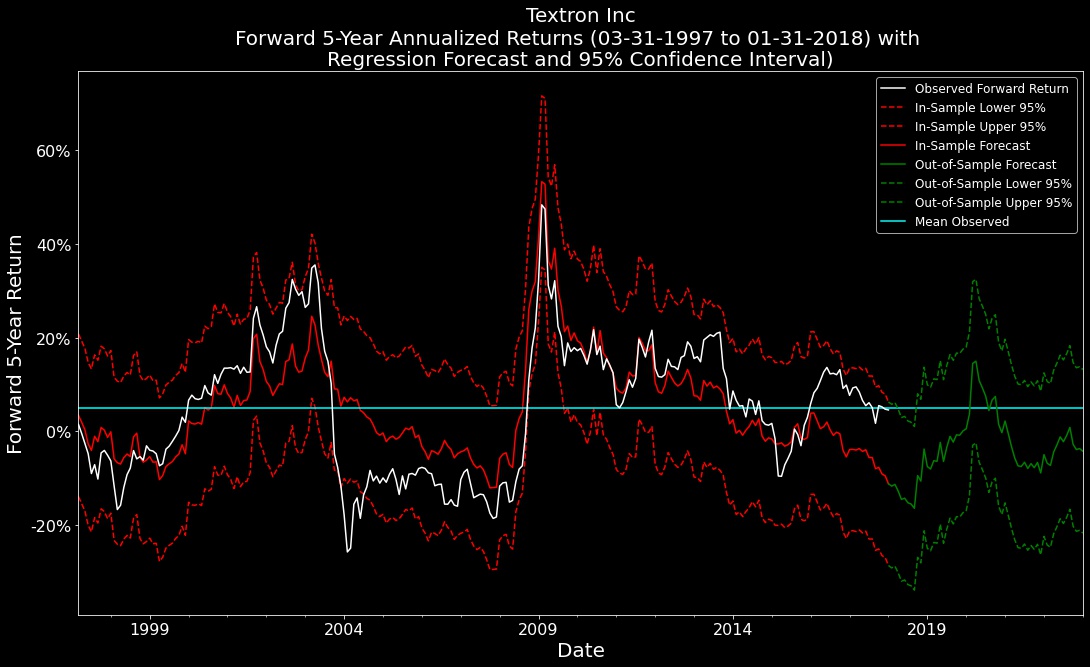 Textron Inc
Forward 5-Year Annualized Returns (03-31-1997 to 01-31-2018) with
Regression Forecast and 95% Confidence Interval)
Observed Forward Return
In-Sample Lower 95%
In-Sample Upper 95%
In-Sample Forecast
Out-of-Sample Forecast
Out-of-Sample Lower 95%
Out-of-Sample Upper 95%
Mean Observed
Forward 5-Year Return
60%
40%
20%
0%
-20%
1999
2004
2009
2014
2019
Date